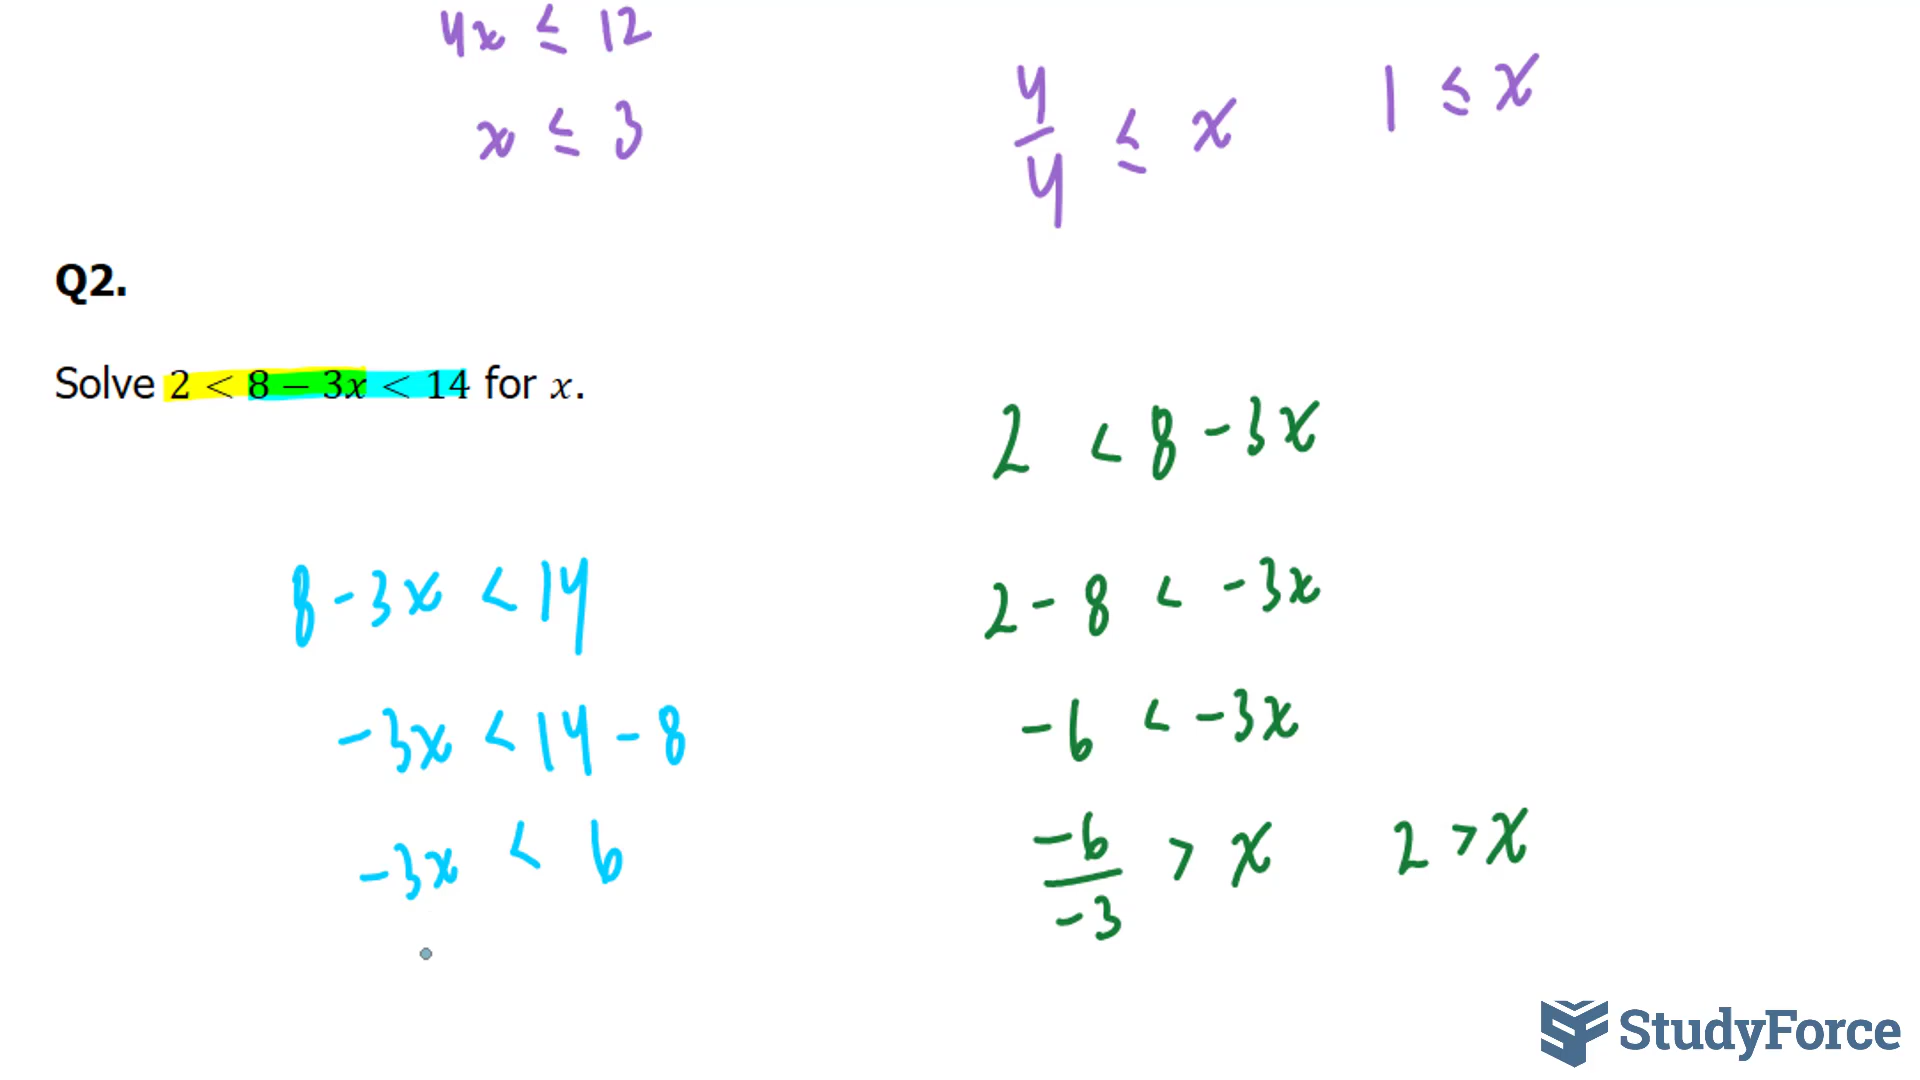 4x ≤ 12
x ≤ 3
4/4 ≤ x 1 ≤ x
Q2.
Solve 2 < 8 − 3x < 14 for x.
2 < 8 - 3x
8 - 3x < 14
2 - 8 < -3x
-3x < 14 - 8
-6 < -3x
-3x < 6
-6/-3 > x 2 > x
StudyForce